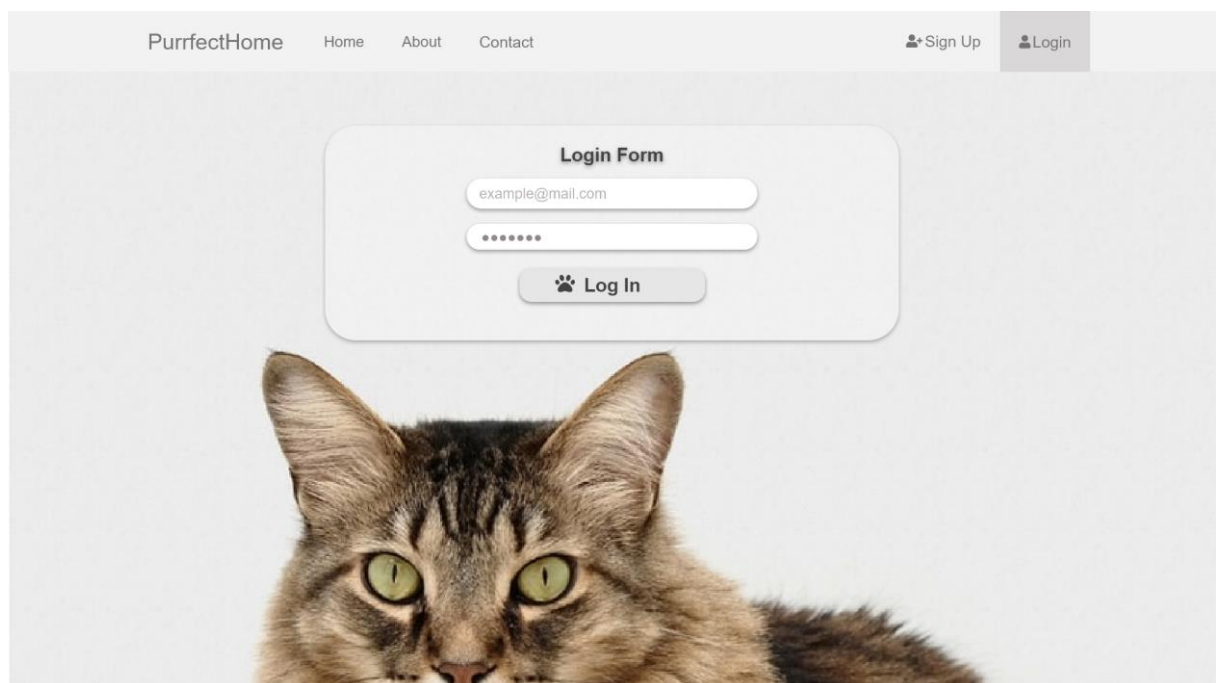 PurrfectHome Home About Contact Sign Up Login
Login Form
example@mail.com
•••••••
Log In